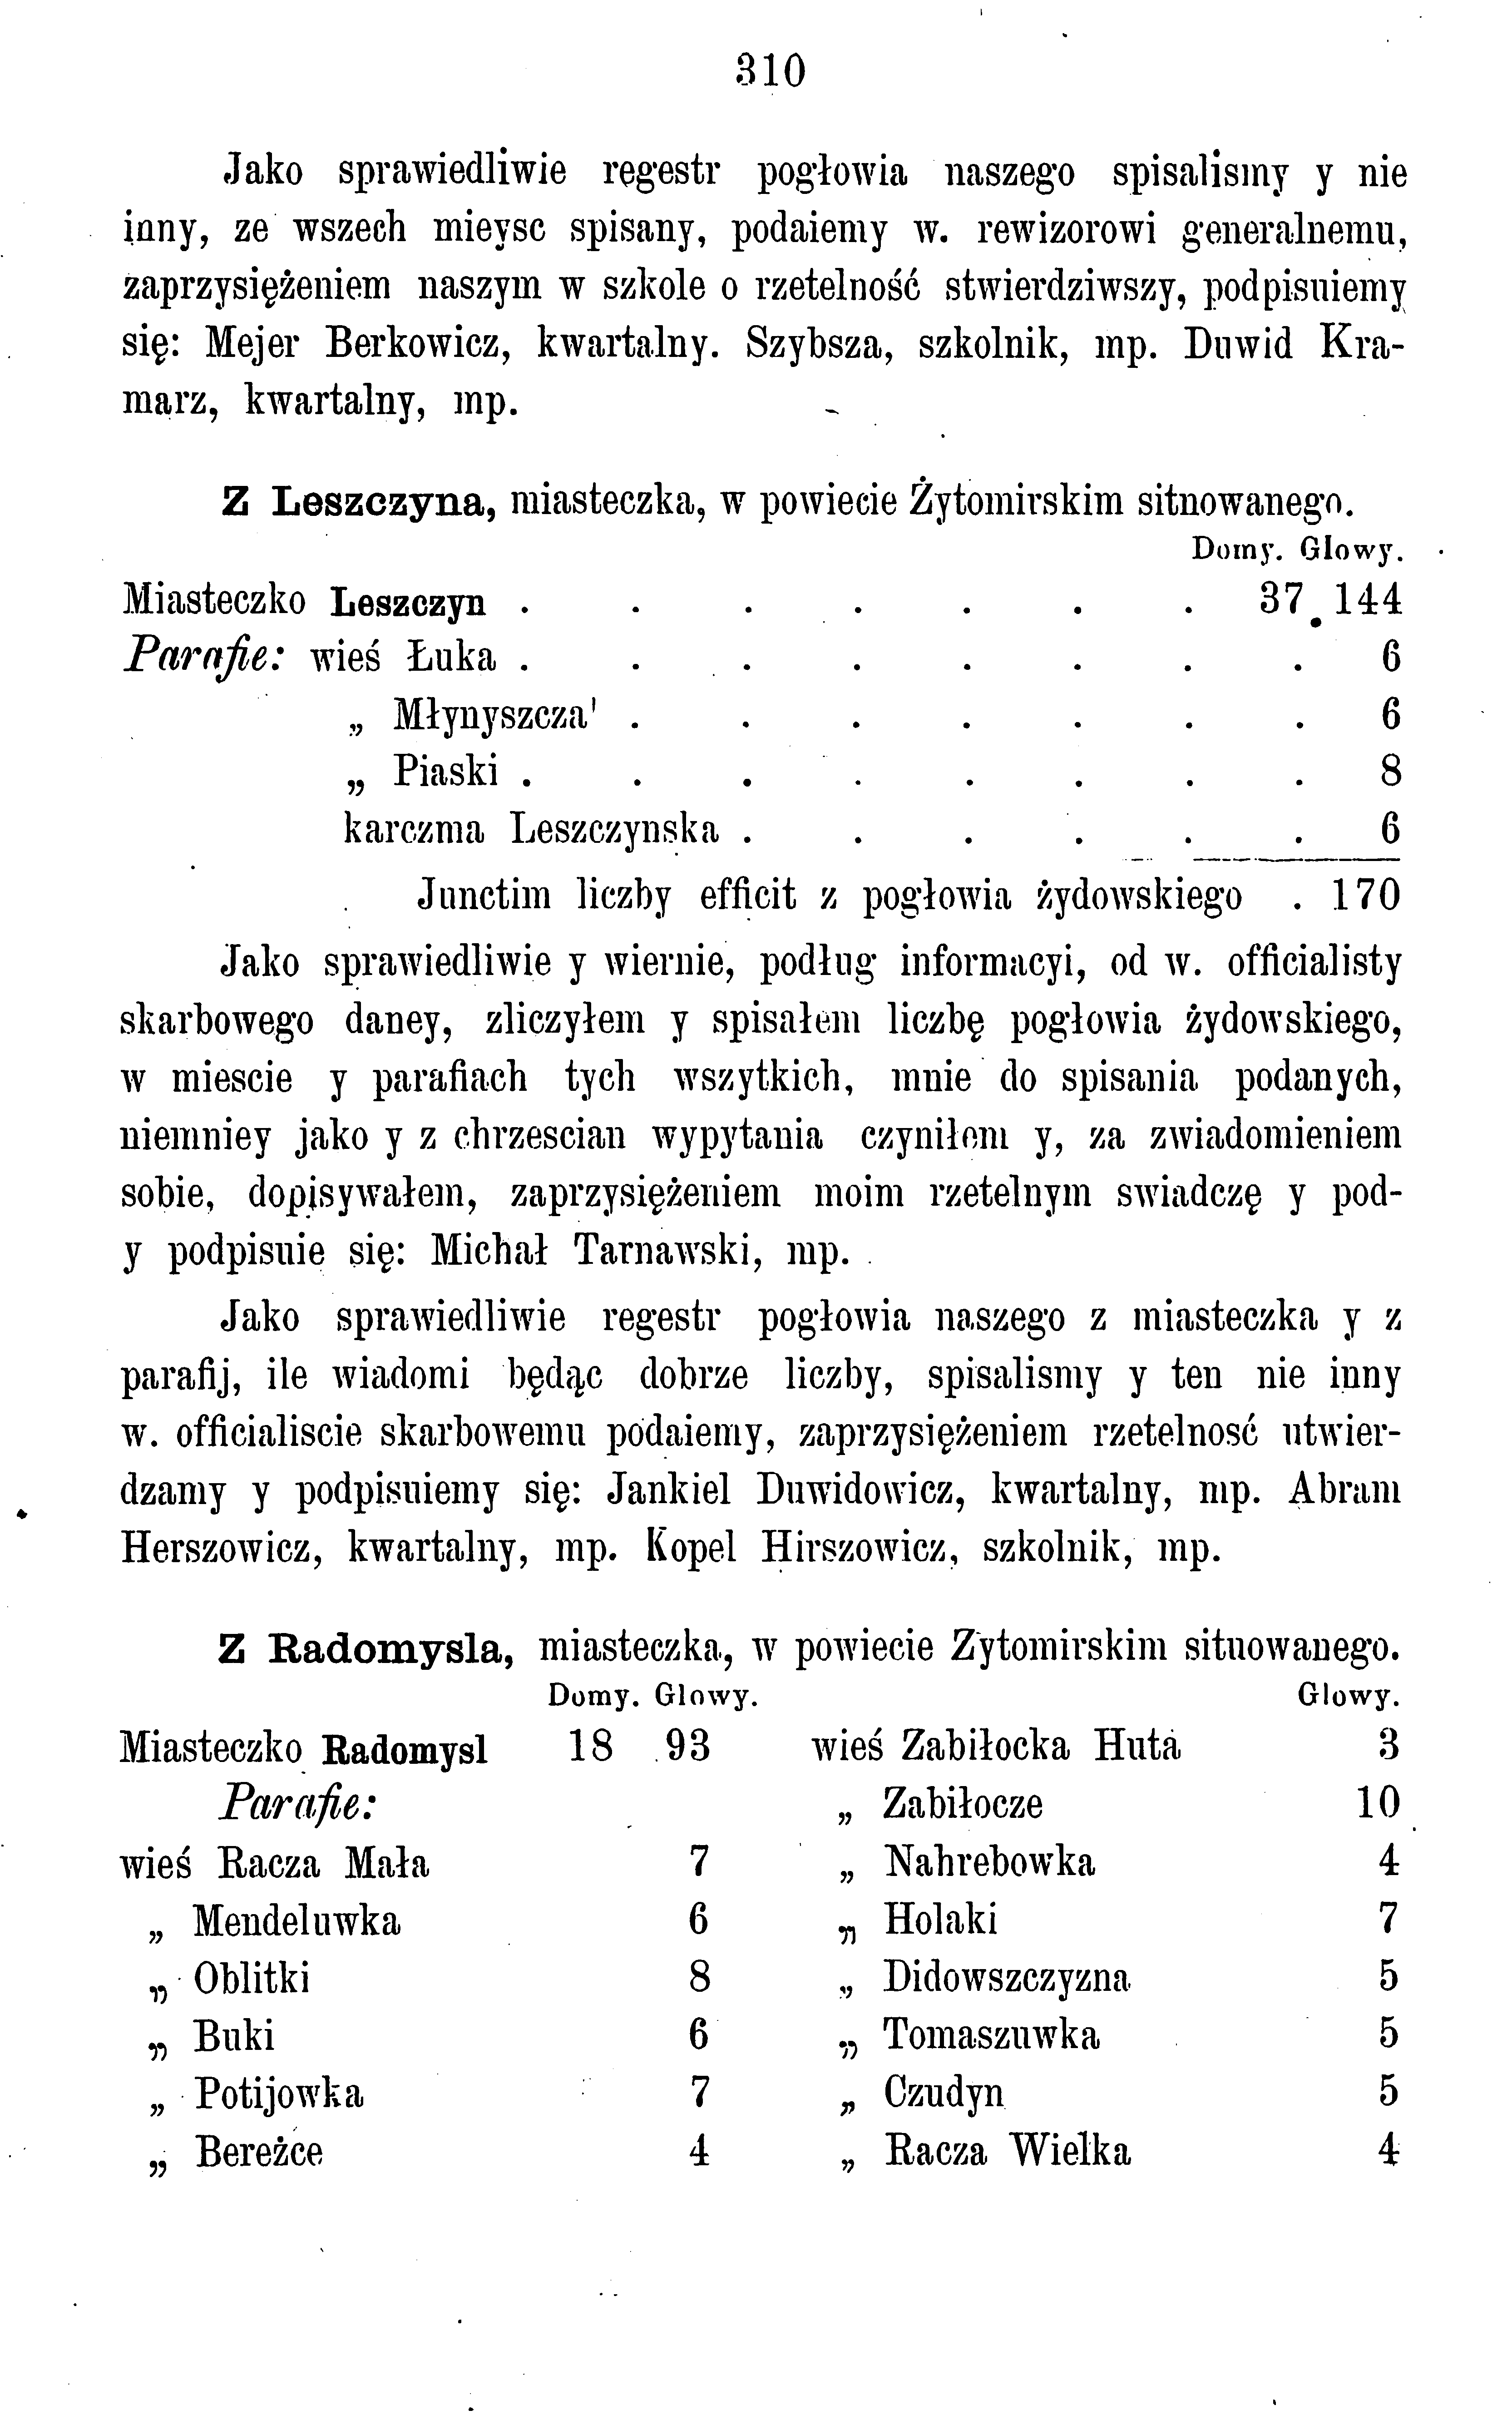 310
Jako sprawiedliwie regestr pogłowia naszego spisalismy y nie
inny, ze wszech mieysc spisany, podaiemy w. rewizorowi generalnemu,
zaprzysiężeniem naszym w szkole o rzetelność stwierdziwszy, podpisuiemy
się: Mejer Berkowicz, kwartalny. Szybsza, szkolnik, mp. Duwid Kra-
marz, kwartalny, mp.
Z Leszczyna, miasteczka, w powiecie Żytomirskim sitnowanego.
Domy. Glowy.
Miasteczko Leszczyn . . . . . . . 37 144
Parafie: wieś Łuka . . . . . . . . 6
„ Młynyszcza . . . . . . . 6
„ Piaski . . . . . . . . 8
karczma Leszczynska . . . . . . 6
Junctim liczby efficit z pogłowia żydowskiego . 170
Jako sprawiedliwie y wiernie, podług informacyi, od w. officialisty
skarbowego daney, zliczyłem y spisałem liczbę pogłowia żydowskiego,
w miescie y parafiach tych wszytkich, mnie do spisania podanych,
niemniey jako y z chrzescian wypytania czyniłem y, za zwiadomieniem
sobie, dopisywałem, zaprzysiężeniem moim rzetelnym swiadczę y pod-
y podpisuie się: Michał Tarnawski, mp.
Jako sprawiedliwie regestr pogłowia naszego z miasteczka y z
parafij, ile wiadomi będąc dobrze liczby, spisalismy y ten nie inny
w. officialiscie skarbowemu podaiemy, zaprzysiężeniem rzetelnosć utwier-
dzamy y podpisuiemy się: Jankiel Duwidowicz, kwartalny, mp. Abram
Herszowicz, kwartalny, mp. Kopel Hirszowicz, szkolnik, mp.
Z Radomysla, miasteczka, w powiecie Zytomirskim situowanego.
Domy. Glowy. Glowy.
Miasteczko Radomysl 18 93 wieś Zabiłocka Huta 3
Parafie: „ Zabiłocze 10
wieś Racza Mała 7 „ Nahrebowka 4
„ Mendeluwka 6 „ Holaki 7
„ Oblitki 8 „ Didowszczyzna 5
„ Buki 6 „ Tomaszuwka 5
„ Potijowka 7 „ Czudyn 5
„ Bereżce 4 „ Racza Wielka 4